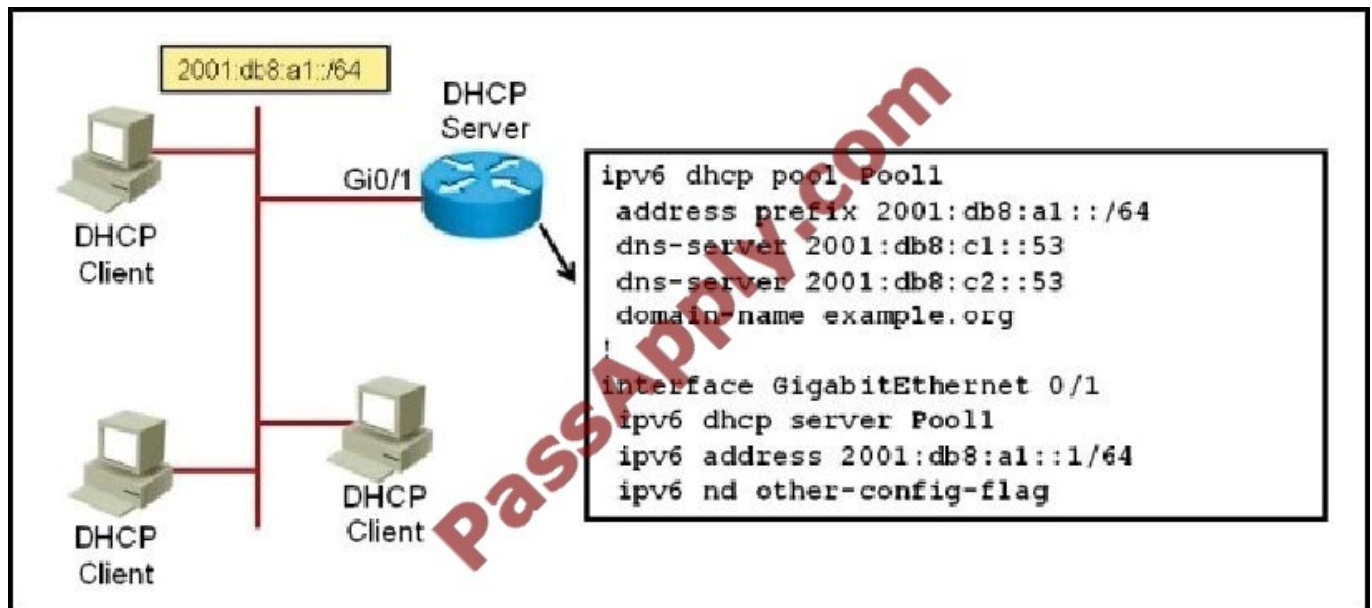 2001:db8:a1::/64
DHCP
Server
Gi0/1
DHCP
Client
DHCP
Client
DHCP
Client
ipv6 dhcp pool Pool1
address prefix 2001:db8:a1::/64
dns-server 2001:db8:c1::53
dns-server 2001:db8:c2::53
domain-name example.org
!
interface GigabitEthernet 0/1
ipv6 dhcp server Pool1
ipv6 address 2001:db8:a1::1/64
ipv6 nd other-config-flag
PassApply.com